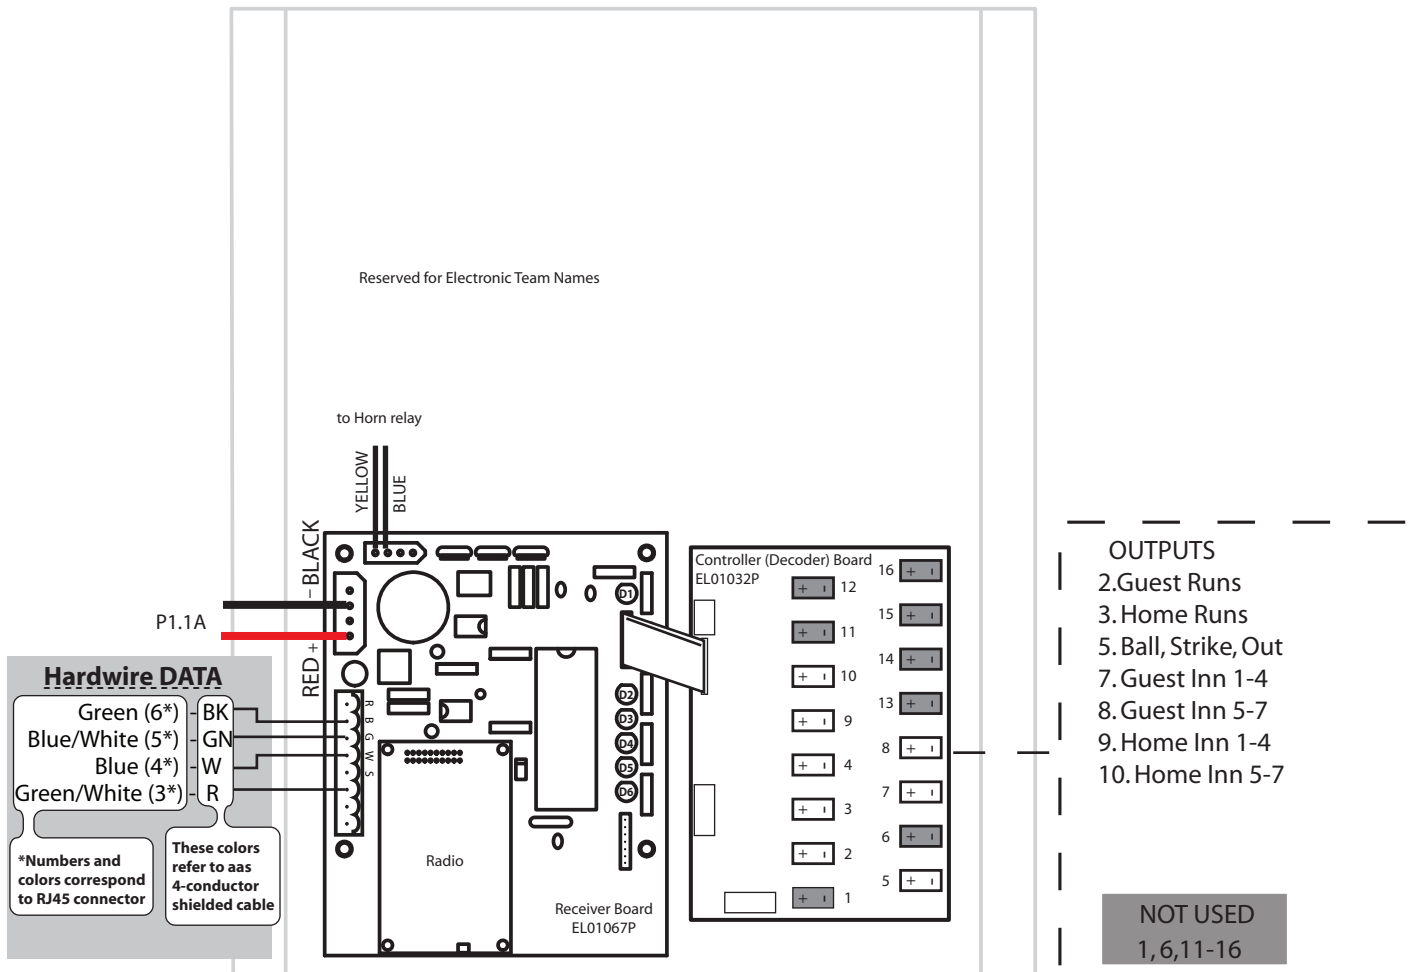 Reserved for Electronic Team Names
to Horn relay
YELLOW
BLUE
– BLACK
P1.1A
RED +
Hardwire DATA
Green (6*) - BK
Blue/White (5*) - GN
Blue (4*) - W
Green/White (3*) - R
*Numbers and
colors correspond
to RJ45 connector
These colors
refer to aas
4-conductor
shielded cable
R
B
G
W
S
D1
D2
D3
D4
D5
D6
Radio
Receiver Board
EL01067P
Controller (Decoder) Board
EL01032P
+ - 12
+ - 11
+ - 10
+ - 9
+ - 4
+ - 3
+ - 2
+ - 1
16 + -
15 + -
14 + -
13 + -
8 + -
7 + -
6 + -
5 + -
OUTPUTS
2.Guest Runs
3. Home Runs
5. Ball, Strike, Out
7. Guest Inn 1-4
8. Guest Inn 5-7
9. Home Inn 1-4
10. Home Inn 5-7
NOT USED
1, 6,11-16